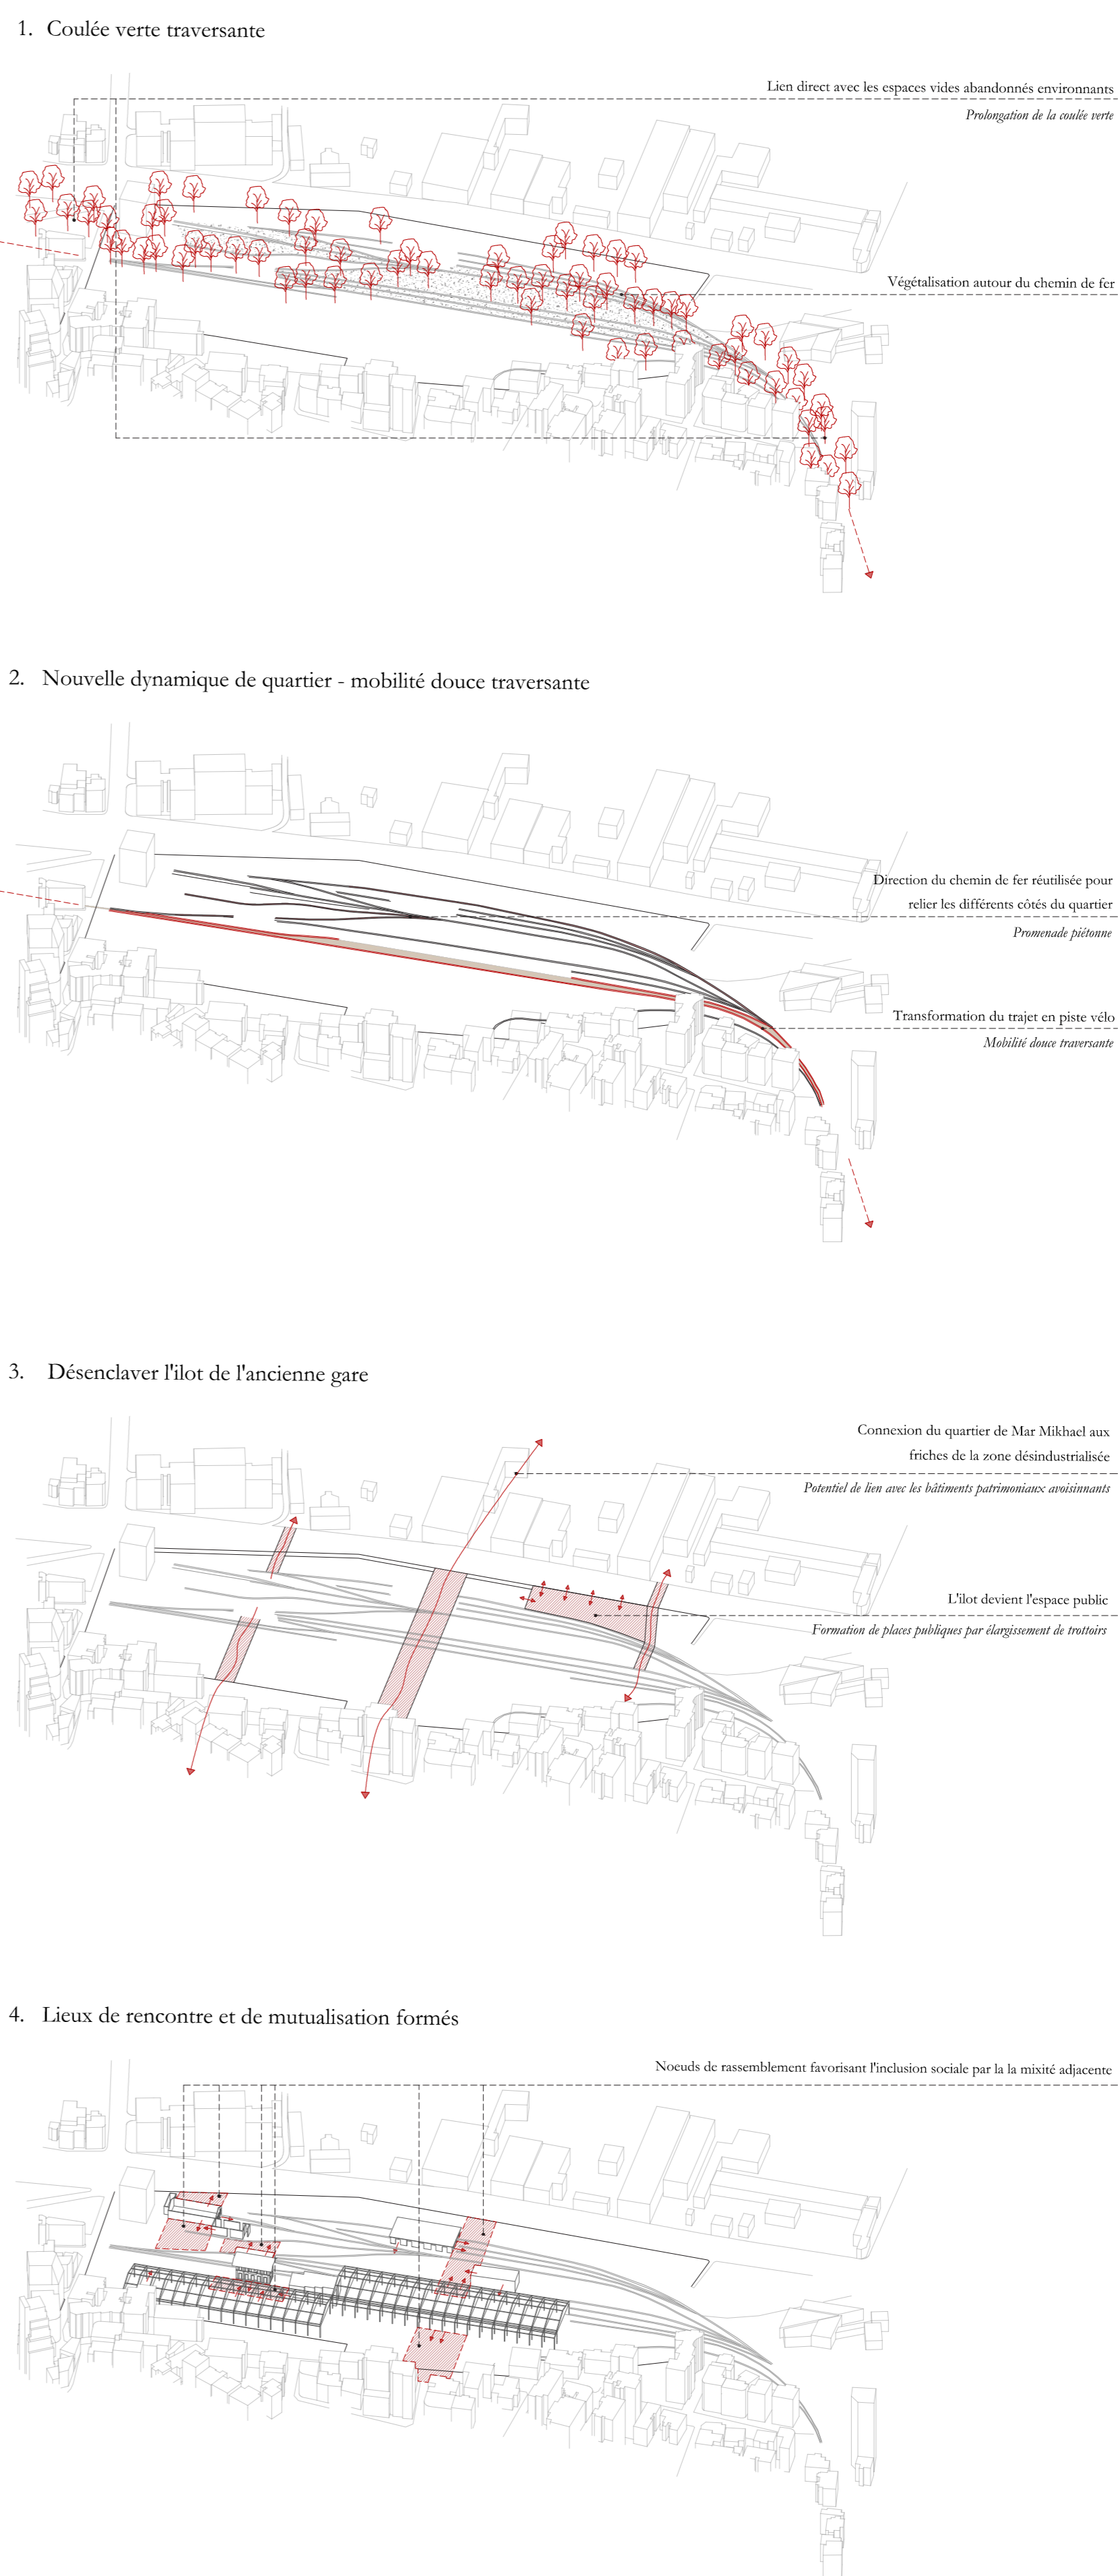 1. Coulée verte traversante
Lien direct avec les espaces vides abandonnés environnants
Prolongation de la coulée verte
Végétalisation autour du chemin de fer
2. Nouvelle dynamique de quartier - mobilité douce traversante
Direction du chemin de fer réutilisée pour
relier les différents côtés du quartier
Promenade piétonne
Transformation du trajet en piste vélo
Mobilité douce traversante
3. Désenclaver l'ilot de l'ancienne gare
Connexion du quartier de Mar Mikhael aux
friches de la zone désindustrialisée
Potentiel de lien avec les bâtiments patrimoniaux avoisinnants
L'ilot devient l'espace public
Formation de places publiques par élargissement de trottoirs
4. Lieux de rencontre et de mutualisation formés
Noeuds de rassemblement favorisant l'inclusion sociale par la la mixité adjacente